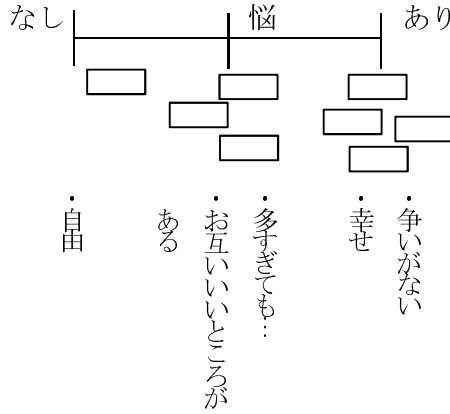 なし 悩 あり
・争いがない
・幸せ
・多すぎても…
・お互いいいところが
ある
・自由